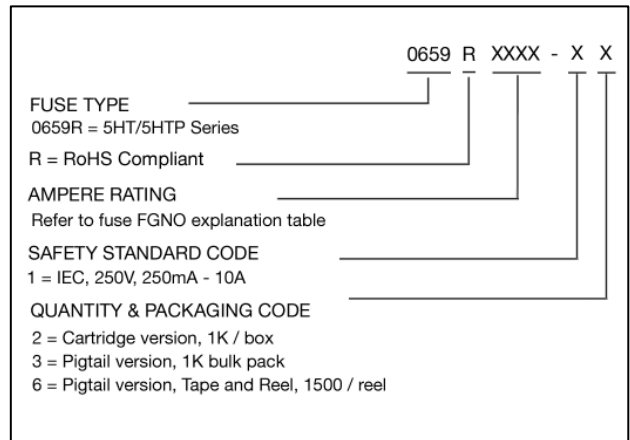 0659 R XXXX - X X
FUSE TYPE
0659R = 5HT/5HTP Series
R = RoHS Compliant
AMPERE RATING
Refer to fuse FGNO explanation table
SAFETY STANDARD CODE
1 = IEC, 250V, 250mA - 10A
QUANTITY & PACKAGING CODE
2 = Cartridge version, 1K / box
3 = Pigtail version, 1K bulk pack
6 = Pigtail version, Tape and Reel, 1500 / reel